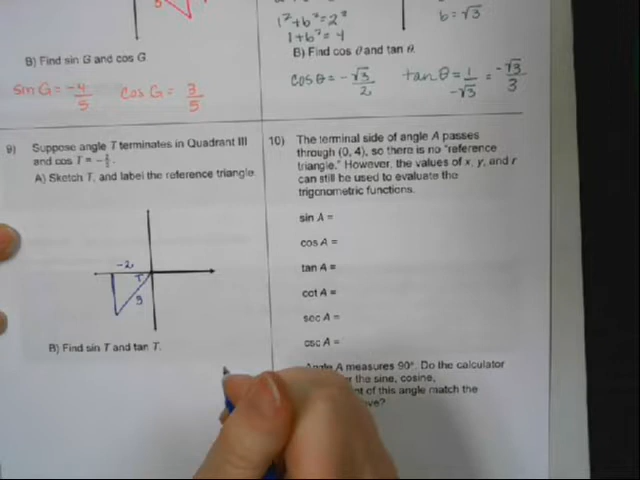 1² + b² = 2²
1 + b² = 4
b = √3
B) Find sin G and cos G
sin G = -4/5 cos G = 3/5
B) Find cos θ and tan θ.
cos θ = -√3/2 tan θ = 1/-√3 = -√3/3
9) Suppose angle T terminates in Quadrant III
and cos T = -2/3.
A) Sketch T, and label the reference triangle
-2
T
3
B) Find sin T and tan T.
10) The terminal side of angle A passes
through (0, 4), so there is no "reference
triangle." However, the values of x, y, and r
can still be used to evaluate the
trigonometric functions.
sin A =
cos A =
tan A =
cot A =
sec A =
csc A =
Angle A measures 90°. Do the calculator
the sine, cosine,
of this angle match the